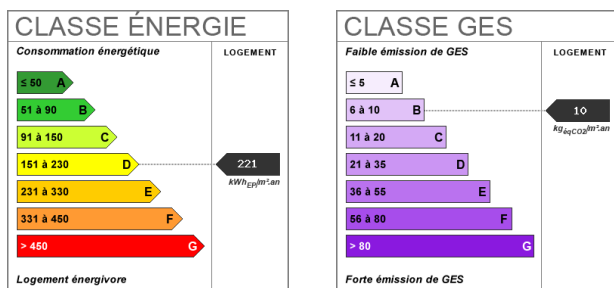 CLASSE ÉNERGIE
Consommation énergétique
LOGEMENT
≤ 50 A
51 à 90 B
91 à 150 C
151 à 230 D
221
kWhEP/m².an
231 à 330 E
331 à 450 F
> 450 G
Logement énergivore
CLASSE GES
Faible émission de GES
LOGEMENT
≤ 5 A
6 à 10 B
10
kgéqCO2/m².an
11 à 20 C
21 à 35 D
36 à 55 E
56 à 80 F
> 80 G
Forte émission de GES